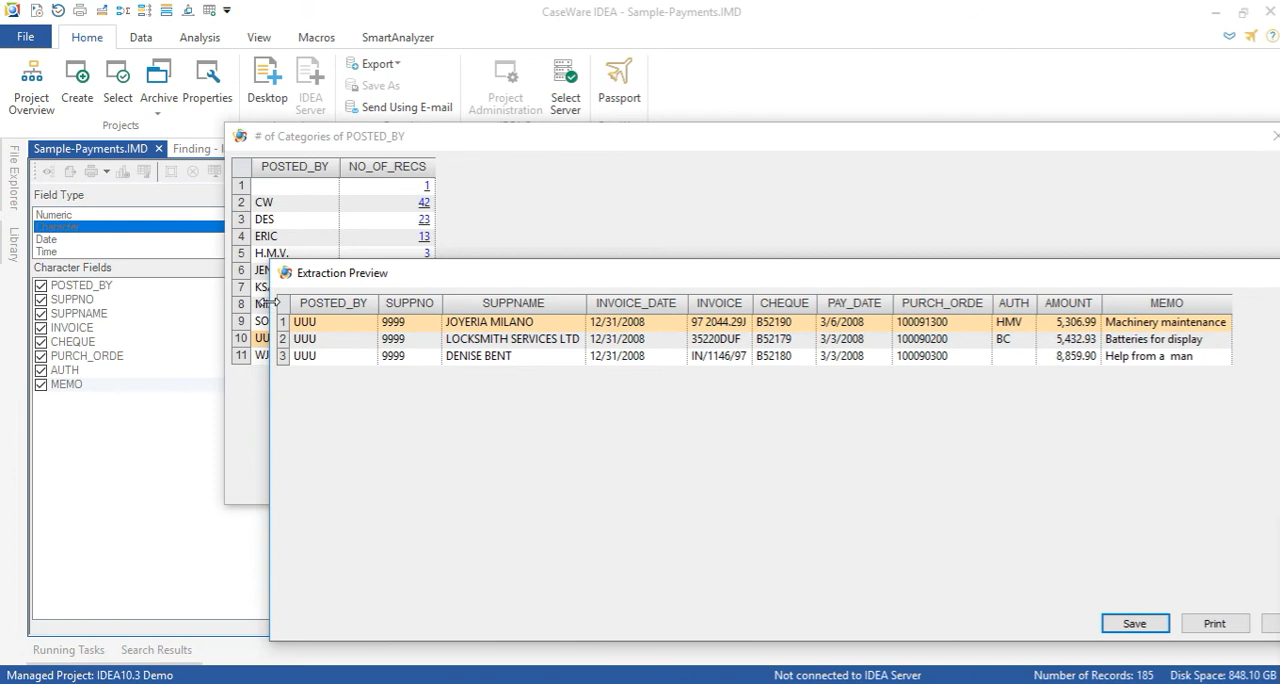 CaseWare IDEA - Sample-Payments.IMD
File Home Data Analysis View Macros SmartAnalyzer
Project Overview Create Select Archive Properties Desktop IDEA Server Export Save As Send Using E-mail Project Administration Select Server Passport
Projects
# of Categories of POSTED_BY
Sample-Payments.IMD Finding -
File Explorer
Library
Field Type
Numeric
Character
Date
Time
Character Fields
POSTED_BY
SUPPNO
SUPPNAME
INVOICE
CHEQUE
PURCH_ORDE
AUTH
MEMO
POSTED_BY NO_OF_RECS
1 1
2 CW 42
3 DES 23
4 ERIC 13
5 H.M.V. 3
6 JEN
7 KS
8
9 SO
10 UU
11 WJ
Extraction Preview
POSTED_BY SUPPNO SUPPNAME INVOICE_DATE INVOICE CHEQUE PAY_DATE PURCH_ORDE AUTH AMOUNT MEMO
1 UUU 9999 JOYERIA MILANO 12/31/2008 97 2044.29J B52190 3/6/2008 100091300 HMV 5,306.99 Machinery maintenance
2 UUU 9999 LOCKSMITH SERVICES LTD 12/31/2008 35220DUF B52179 3/3/2008 100090200 BC 5,432.93 Batteries for display
3 UUU 9999 DENISE BENT 12/31/2008 IN/1146/97 B52180 3/3/2008 100090300 8,859.90 Help from a man
Save Print
Running Tasks Search Results
Managed Project: IDEA10.3 Demo Not connected to IDEA Server Number of Records: 185 Disk Space: 848.10 GB